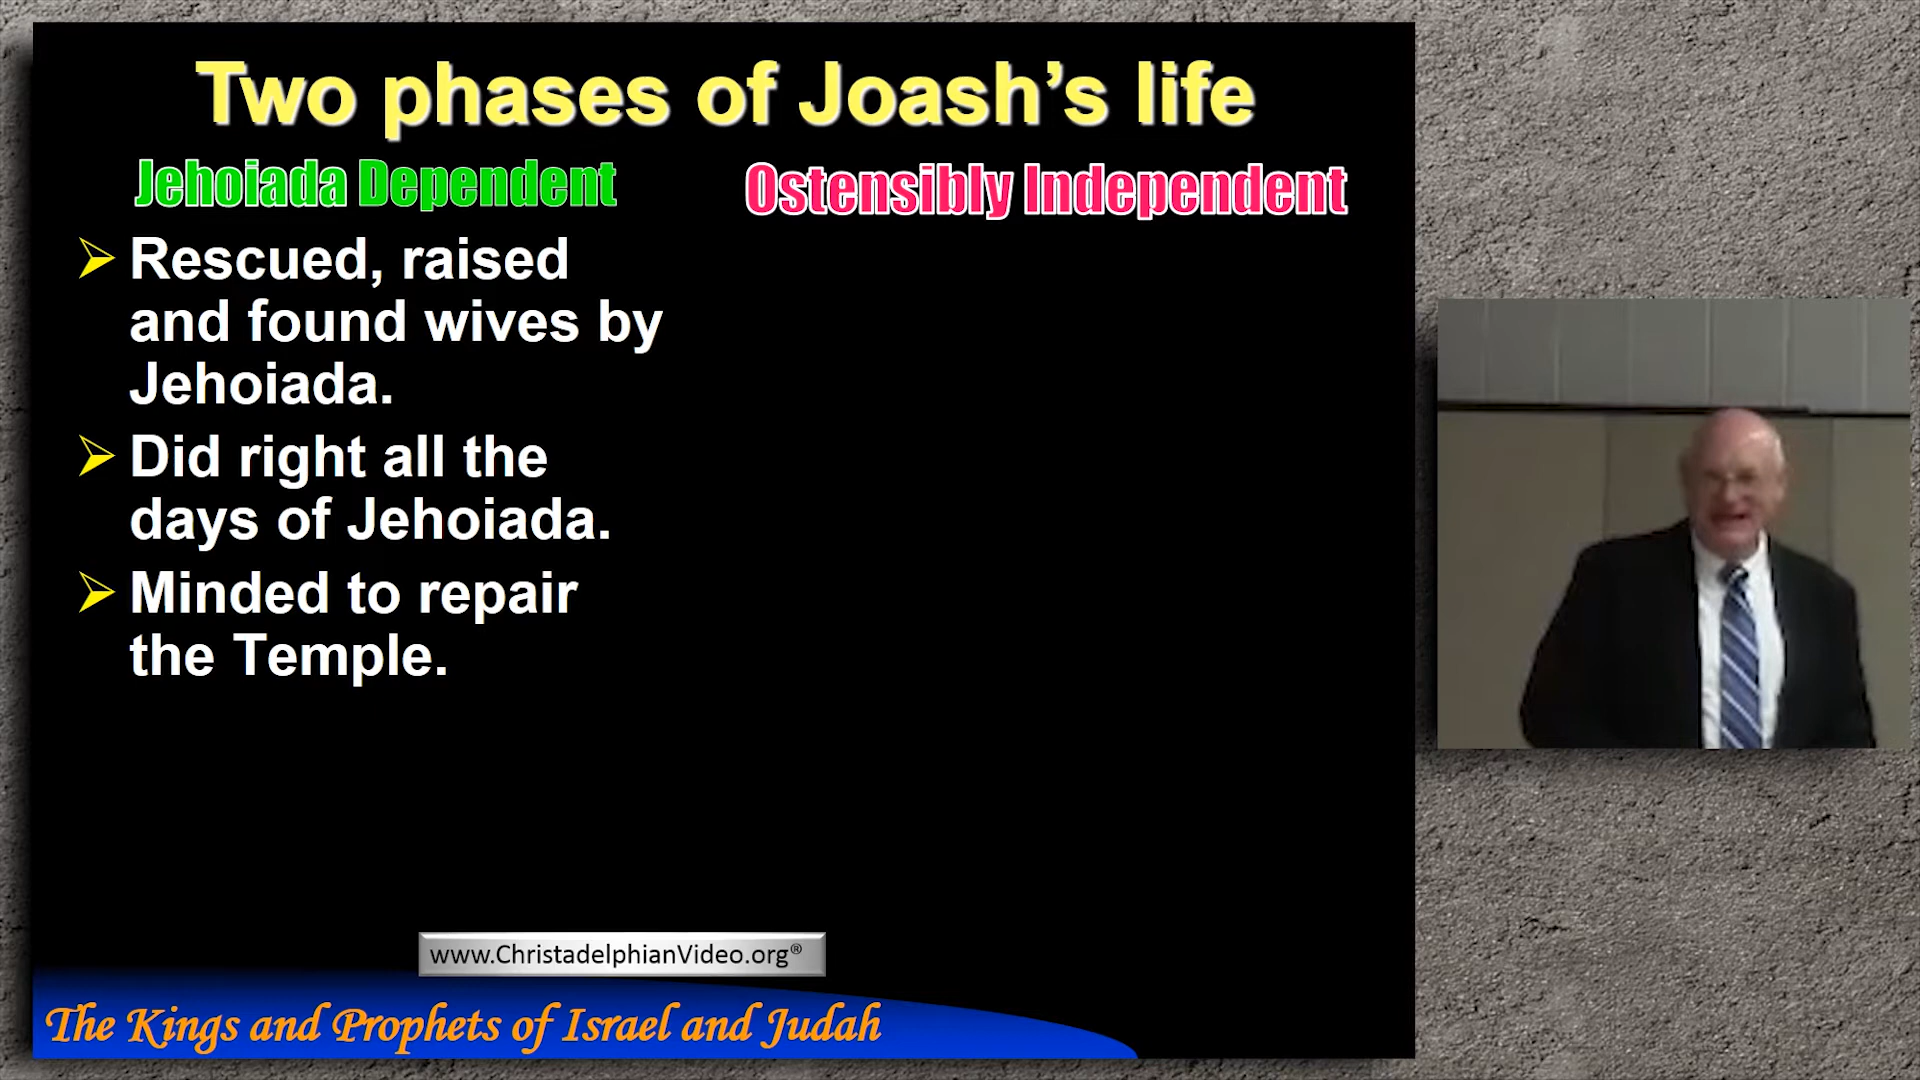 Two phases of Joash’s life
Jehoiada Dependent
Ostensibly Independent
Rescued, raised
and found wives by
Jehoiada.
Did right all the
days of Jehoiada.
Minded to repair
the Temple.
www.ChristadelphianVideo.org®
The Kings and Prophets of Israel and Judah